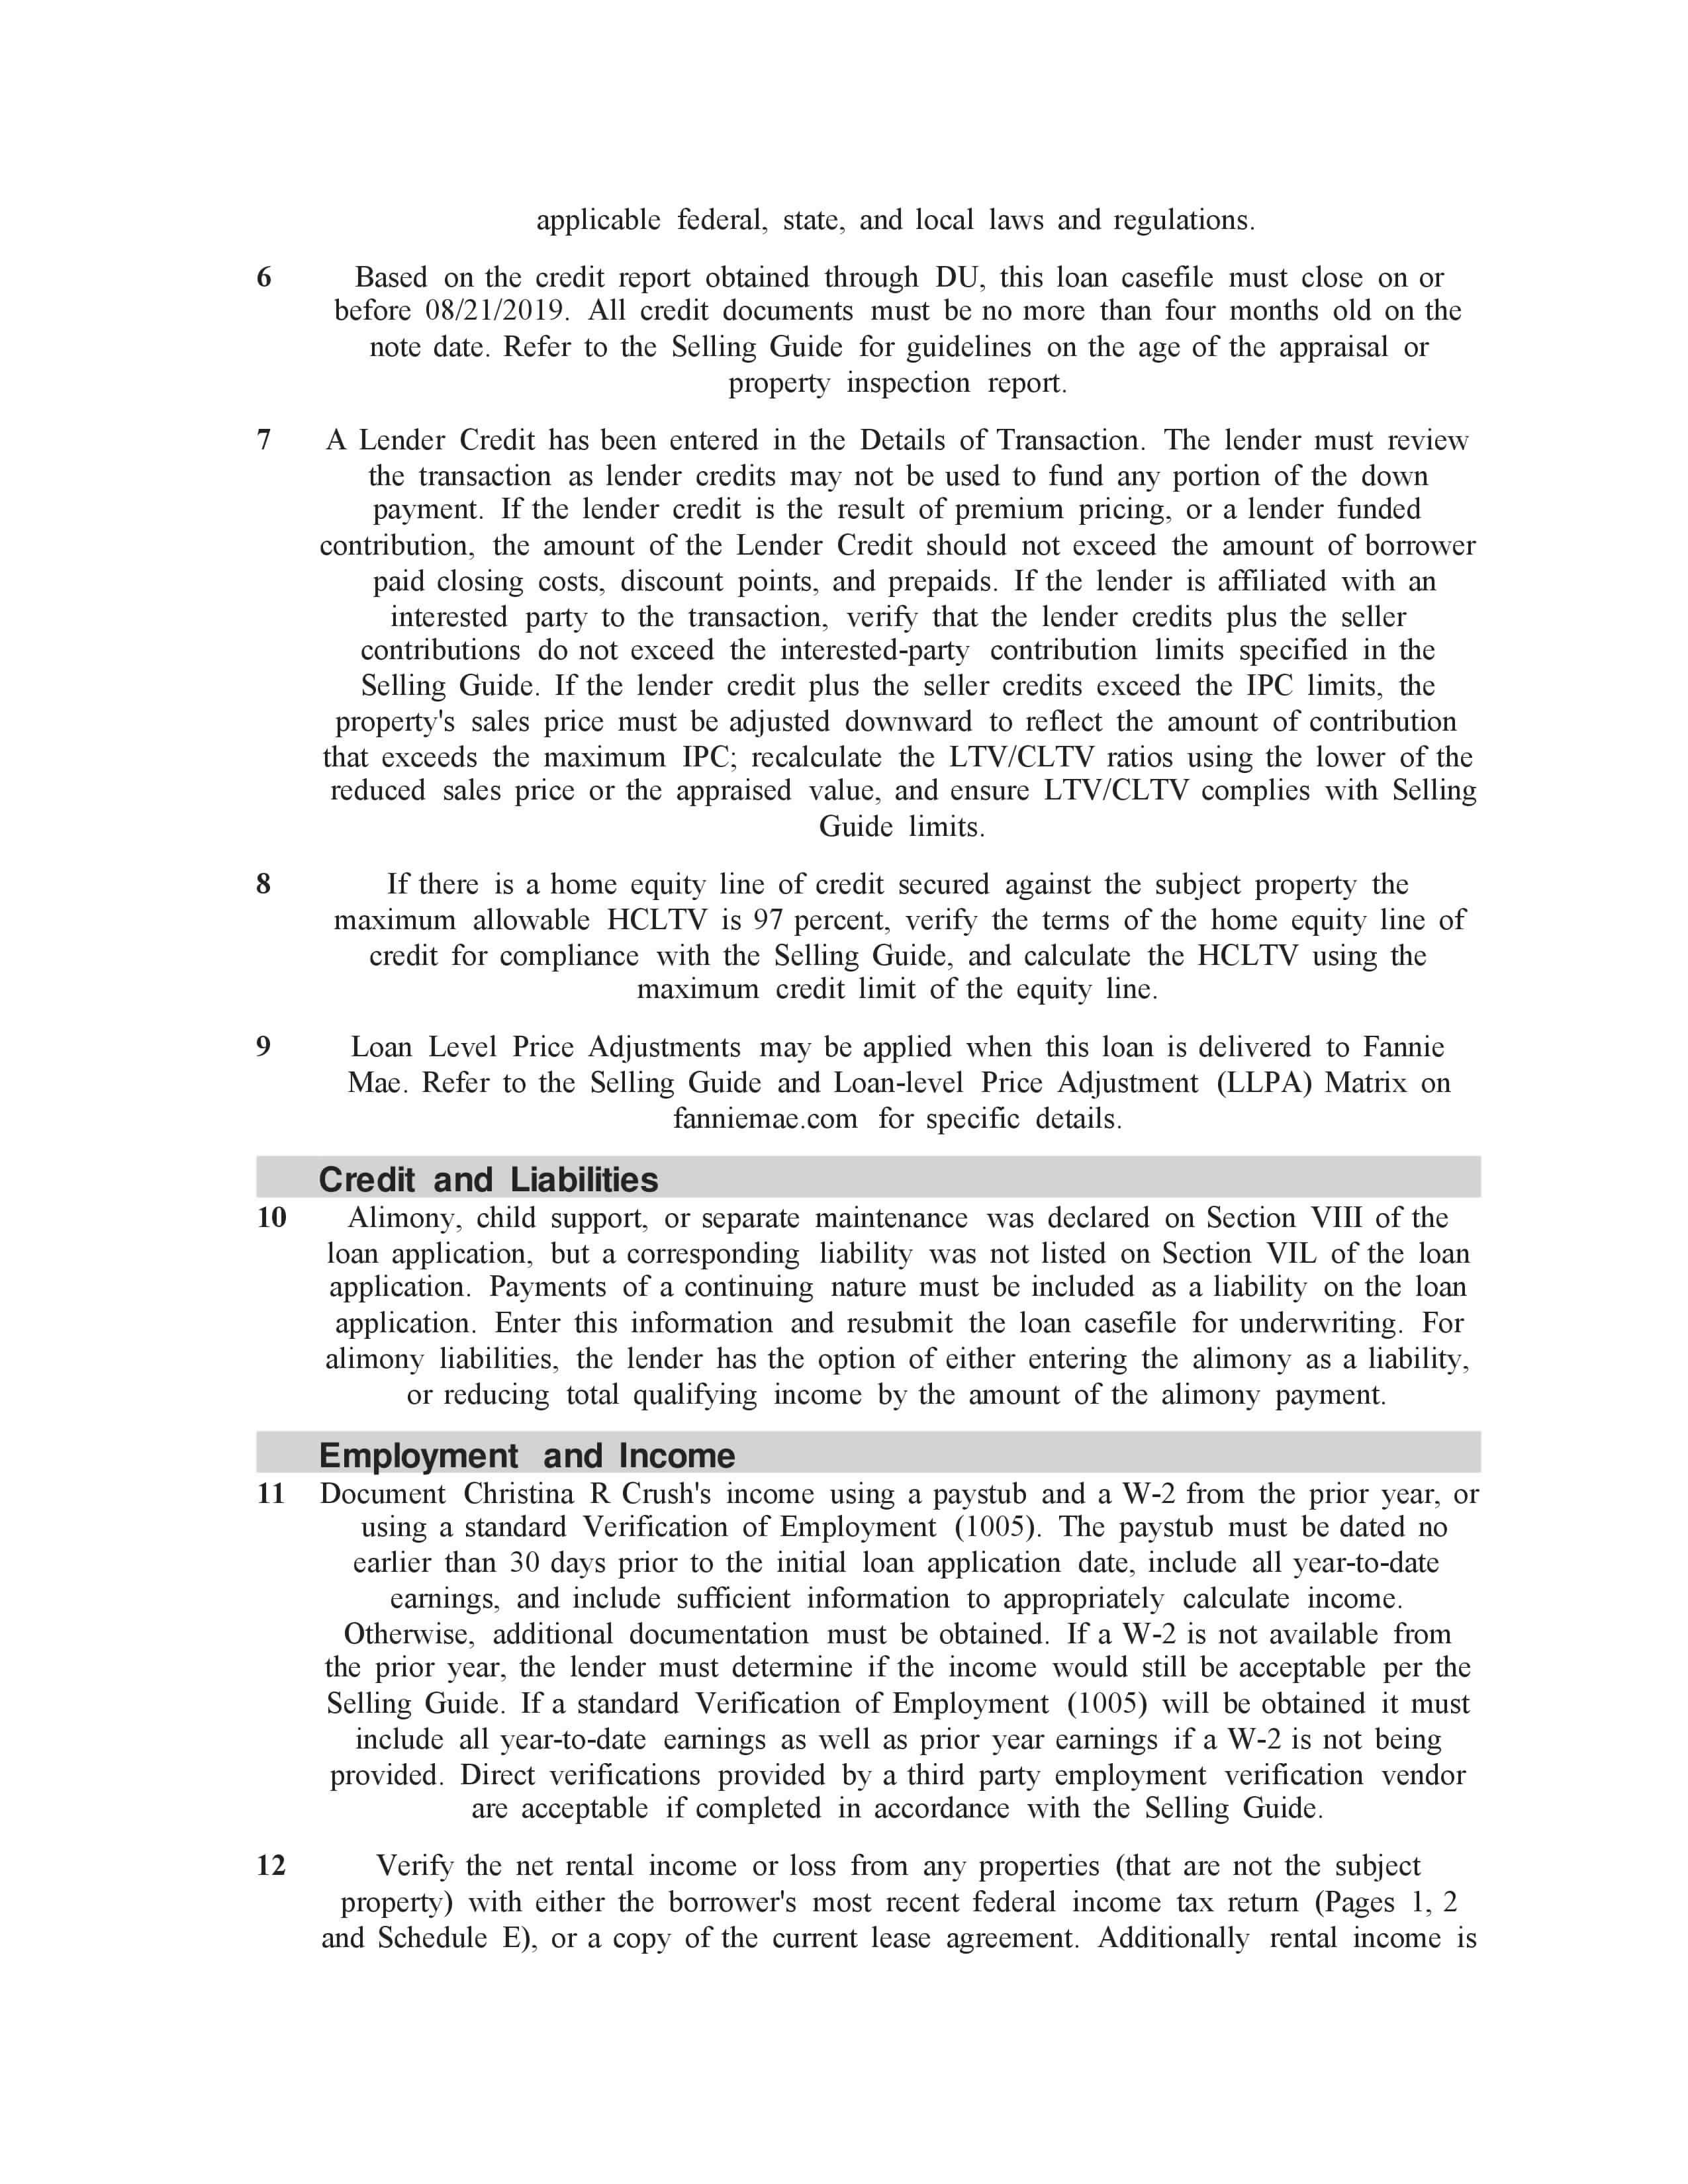 applicable federal, state, and local laws and regulations.
6 Based on the credit report obtained through DU, this loan casefile must close on or
before 08/21/2019. All credit documents must be no more than four months old on the
note date. Refer to the Selling Guide for guidelines on the age of the appraisal or
property inspection report.
7 A Lender Credit has been entered in the Details of Transaction. The lender must review
the transaction as lender credits may not be used to fund any portion of the down
payment. If the lender credit is the result of premium pricing, or a lender funded
contribution, the amount of the Lender Credit should not exceed the amount of borrower
paid closing costs, discount points, and prepaids. If the lender is affiliated with an
interested party to the transaction, verify that the lender credits plus the seller
contributions do not exceed the interested-party contribution limits specified in the
Selling Guide. If the lender credit plus the seller credits exceed the IPC limits, the
property's sales price must be adjusted downward to reflect the amount of contribution
that exceeds the maximum IPC; recalculate the LTV/CLTV ratios using the lower of the
reduced sales price or the appraised value, and ensure LTV/CLTV complies with Selling
Guide limits.
8 If there is a home equity line of credit secured against the subject property the
maximum allowable HCLTV is 97 percent, verify the terms of the home equity line of
credit for compliance with the Selling Guide, and calculate the HCLTV using the
maximum credit limit of the equity line.
9 Loan Level Price Adjustments may be applied when this loan is delivered to Fannie
Mae. Refer to the Selling Guide and Loan-level Price Adjustment (LLPA) Matrix on
fanniemae.com for specific details.
Credit and Liabilities
10 Alimony, child support, or separate maintenance was declared on Section VIII of the
loan application, but a corresponding liability was not listed on Section VIL of the loan
application. Payments of a continuing nature must be included as a liability on the loan
application. Enter this information and resubmit the loan casefile for underwriting. For
alimony liabilities, the lender has the option of either entering the alimony as a liability,
or reducing total qualifying income by the amount of the alimony payment.
Employment and Income
11 Document Christina R Crush's income using a paystub and a W-2 from the prior year, or
using a standard Verification of Employment (1005). The paystub must be dated no
earlier than 30 days prior to the initial loan application date, include all year-to-date
earnings, and include sufficient information to appropriately calculate income.
Otherwise, additional documentation must be obtained. If a W-2 is not available from
the prior year, the lender must determine if the income would still be acceptable per the
Selling Guide. If a standard Verification of Employment (1005) will be obtained it must
include all year-to-date earnings as well as prior year earnings if a W-2 is not being
provided. Direct verifications provided by a third party employment verification vendor
are acceptable if completed in accordance with the Selling Guide.
12 Verify the net rental income or loss from any properties (that are not the subject
property) with either the borrower's most recent federal income tax return (Pages 1, 2
and Schedule E), or a copy of the current lease agreement. Additionally rental income is